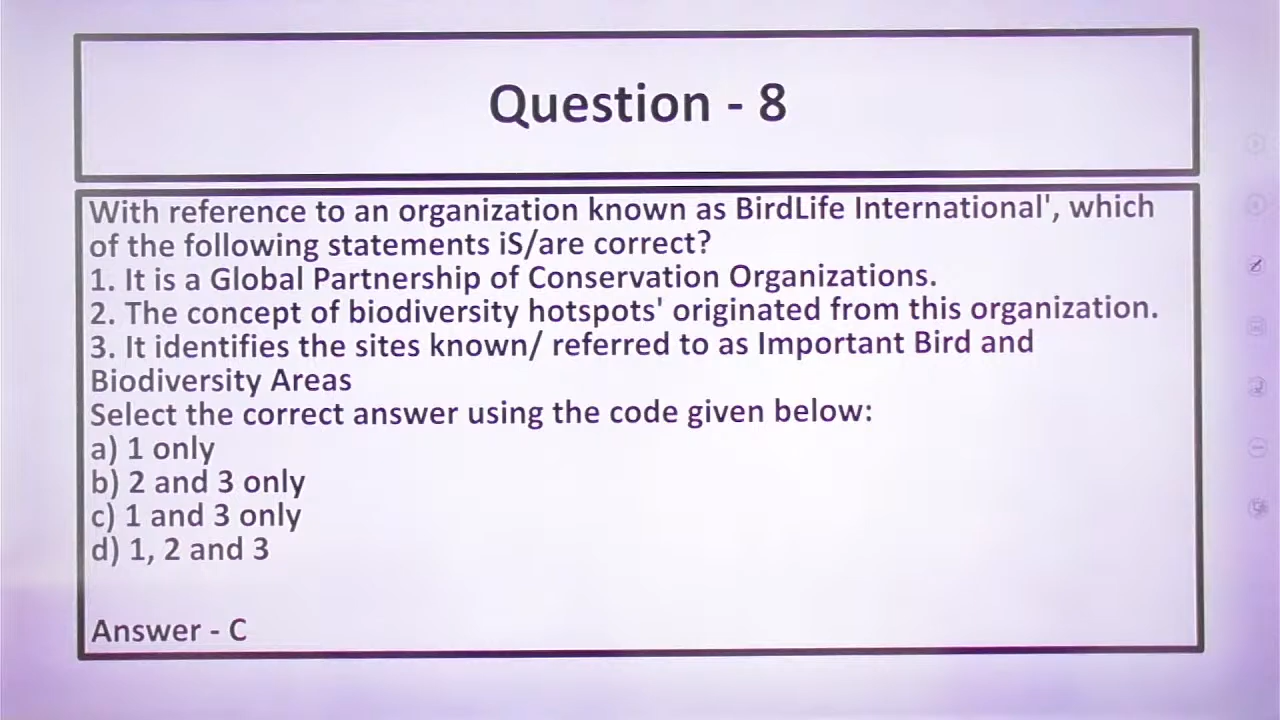 Question - 8
With reference to an organization known as BirdLife International', which
of the following statements iS/are correct?
1. It is a Global Partnership of Conservation Organizations.
2. The concept of biodiversity hotspots' originated from this organization.
3. It identifies the sites known/ referred to as Important Bird and
Biodiversity Areas
Select the correct answer using the code given below:
a) 1 only
b) 2 and 3 only
c) 1 and 3 only
d) 1, 2 and 3
Answer - C